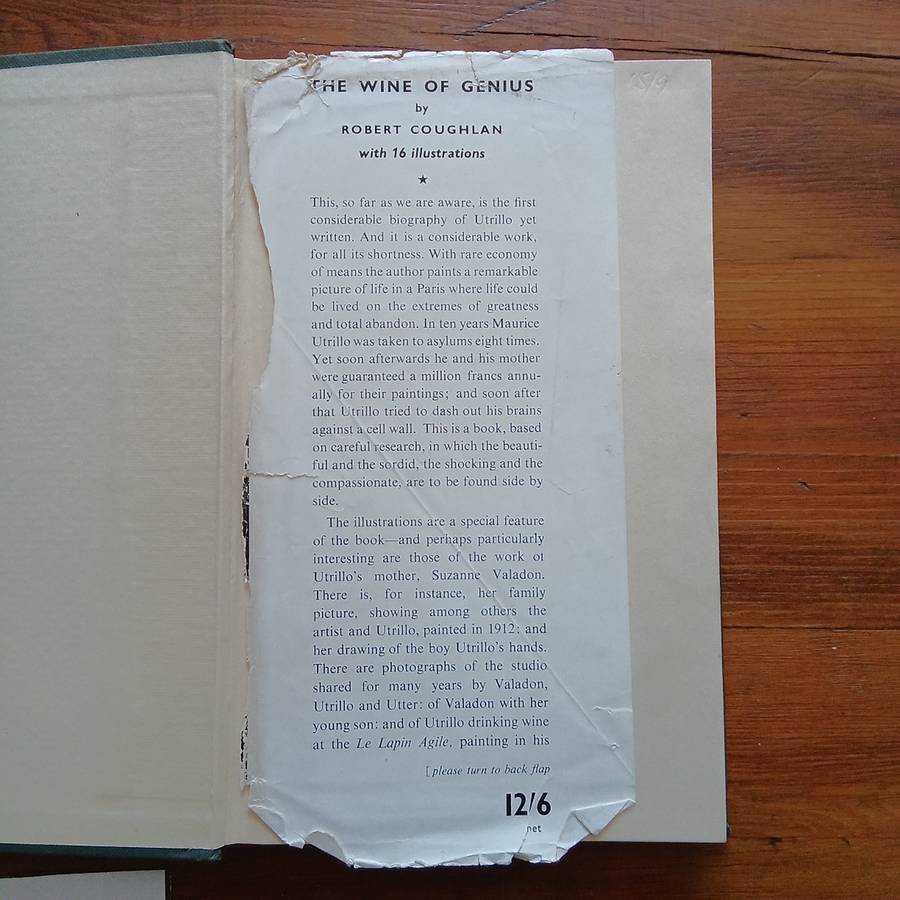 THE WINE OF GENIUS
by
ROBERT COUGHLAN
with 16 illustrations
★
This, so far as we are aware, is the first
considerable biography of Utrillo yet
written. And it is a considerable work,
for all its shortness. With rare economy
of means the author paints a remarkable
picture of life in a Paris where life could
be lived on the extremes of greatness
and total abandon. In ten years Maurice
Utrillo was taken to asylums eight times.
Yet soon afterwards he and his mother
were guaranteed a million francs annu-
ally for their paintings; and soon after
that Utrillo tried to dash out his brains
against a cell wall. This is a book, based
on careful research, in which the beauti-
ful and the sordid, the shocking and the
compassionate, are to be found side by
side.
The illustrations are a special feature
of the book—and perhaps particularly
interesting are those of the work of
Utrillo's mother, Suzanne Valadon.
There is, for instance, her family
picture, showing among others the
artist and Utrillo, painted in 1912: and
her drawing of the boy Utrillo's hands.
There are photographs of the studio
shared for many years by Valadon,
Utrillo and Utter: of Valadon with her
young son: and of Utrillo drinking wine
at the Le Lapin Agile, painting in his
[please turn to back flap
12/6
net